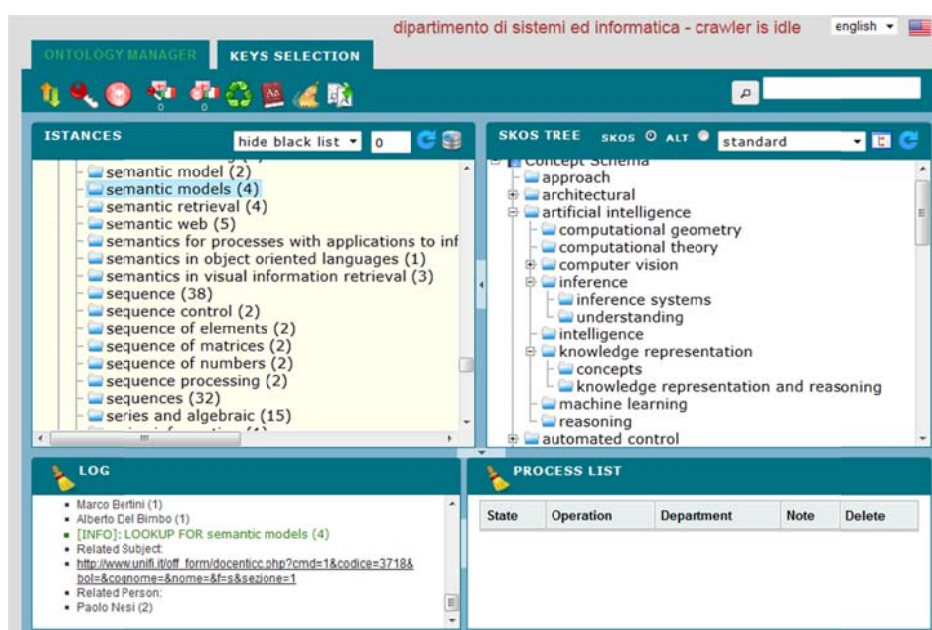 dipartimento di sistemi ed informatica - crawler is idle
english
ONTOLOGY MANAGER
KEYS SELECTION
0
0
ISTANCES
hide black list
0
semantic model (2)
semantic models (4)
semantic retrieval (4)
semantic web (5)
semantics for processes with applications to inf
semantics in object oriented languages (1)
semantics in visual information retrieval (3)
sequence (38)
sequence control (2)
sequence of elements (2)
sequence of matrices (2)
sequence of numbers (2)
sequence processing (2)
sequences (32)
series and algebraic (15)
SKOS TREE
SKOS
ALT
standard
Concept Schema
approach
architectural
artificial intelligence
computational geometry
computational theory
computer vision
inference
inference systems
understanding
intelligence
knowledge representation
concepts
knowledge representation and reasoning
machine learning
reasoning
automated control
LOG
Marco Bertini (1)
Alberto Del Bimbo (1)
[INFO]: LOOKUP FOR semantic models (4)
Related Subject:
http://www.unifi.it/off_form/docenticc.php?cmd=1&codice=3718&
bol=&cognome=&nome=&f=s&sezione=1
Related Person:
Paolo Nesi (2)
PROCESS LIST
State Operation Department Note Delete